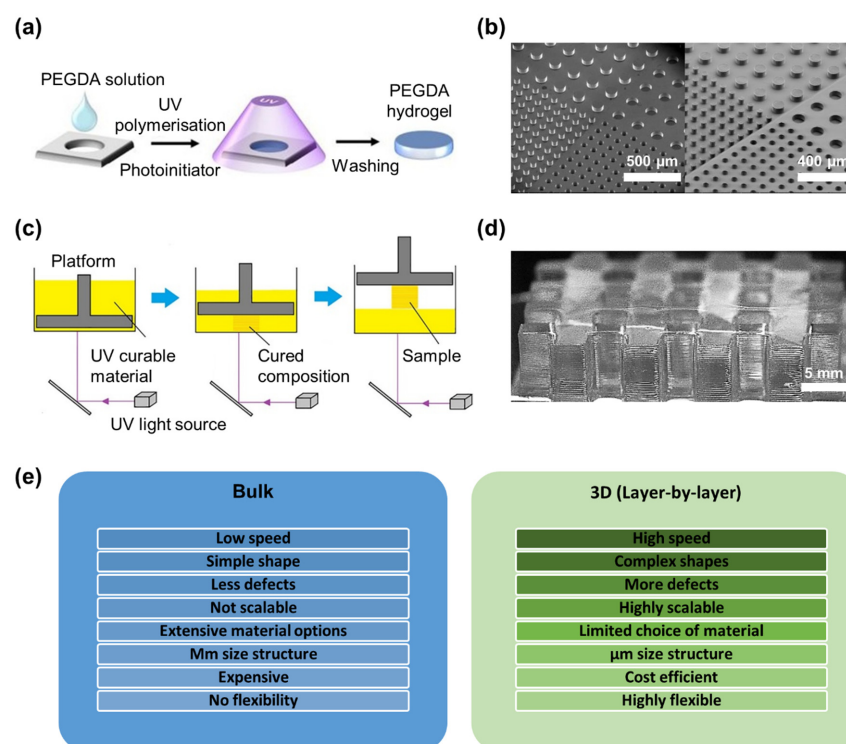 (a)
PEGDA solution
UV
polymerisation
Photoinitiator
UV
Washing
PEGDA
hydrogel
(b)
500 µm
400 µm
(c)
Platform
UV curable
material
UV light source
Cured
composition
Sample
(d)
5 mm
(e)
Bulk
Low speed
Simple shape
Less defects
Not scalable
Extensive material options
Mm size structure
Expensive
No flexibility
3D (Layer-by-layer)
High speed
Complex shapes
More defects
Highly scalable
Limited choice of material
µm size structure
Cost efficient
Highly flexible